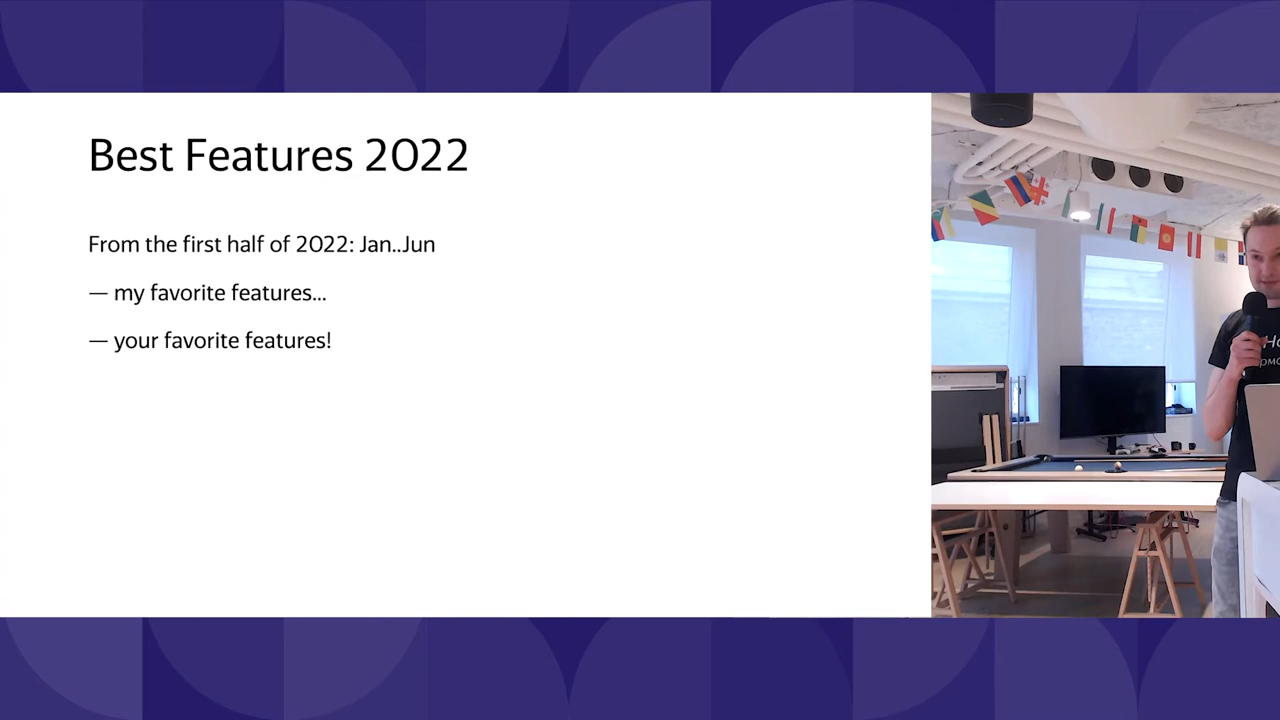 Best Features 2022
From the first half of 2022: Jan..Jun
— my favorite features...
— your favorite features!